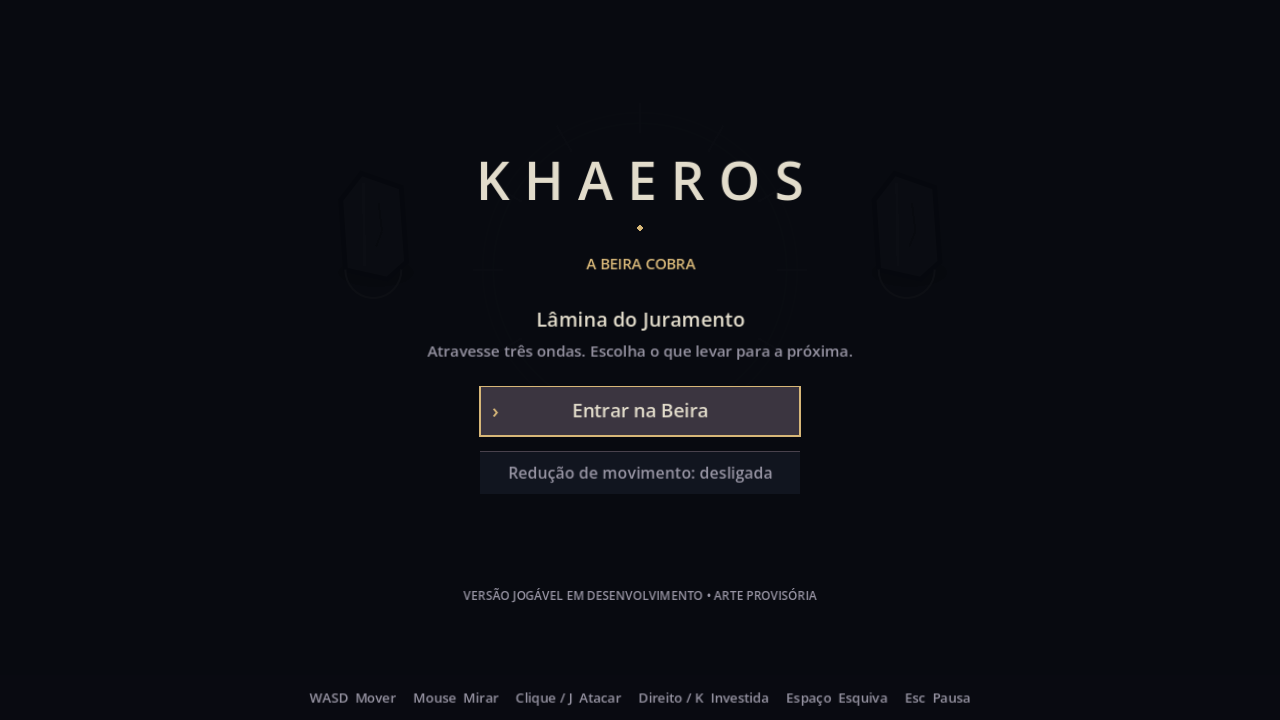 KHAEROS
A BEIRA COBRA
Lâmina do Juramento
Atravesse três ondas. Escolha o que levar para a próxima.
› Entrar na Beira
Redução de movimento: desligada
VERSÃO JOGÁVEL EM DESENVOLVIMENTO • ARTE PROVISÓRIA
WASD Mover Mouse Mirar Clique / J Atacar Direito / K Investida Espaço Esquiva Esc Pausa